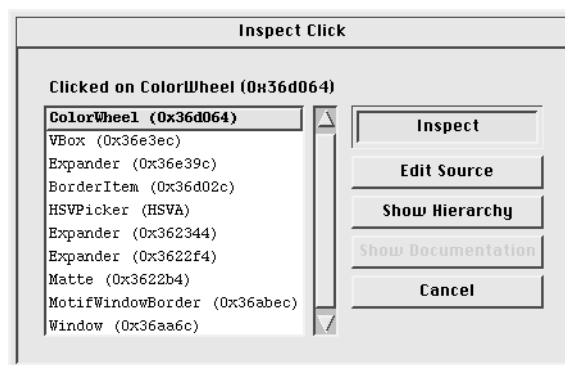 Inspect Click
Clicked on ColorWheel (0x36d064)
ColorWheel (0x36d064)
VBox (0x36e3ec)
Expander (0x36e39c)
BorderItem (0x36d02c)
HSVPicker (HSVA)
Expander (0x362344)
Expander (0x3622f4)
Matte (0x3622b4)
MotifWindowBorder (0x36abec)
Window (0x36aa6c)
Inspect
Edit Source
Show Hierarchy
Show Documentation
Cancel